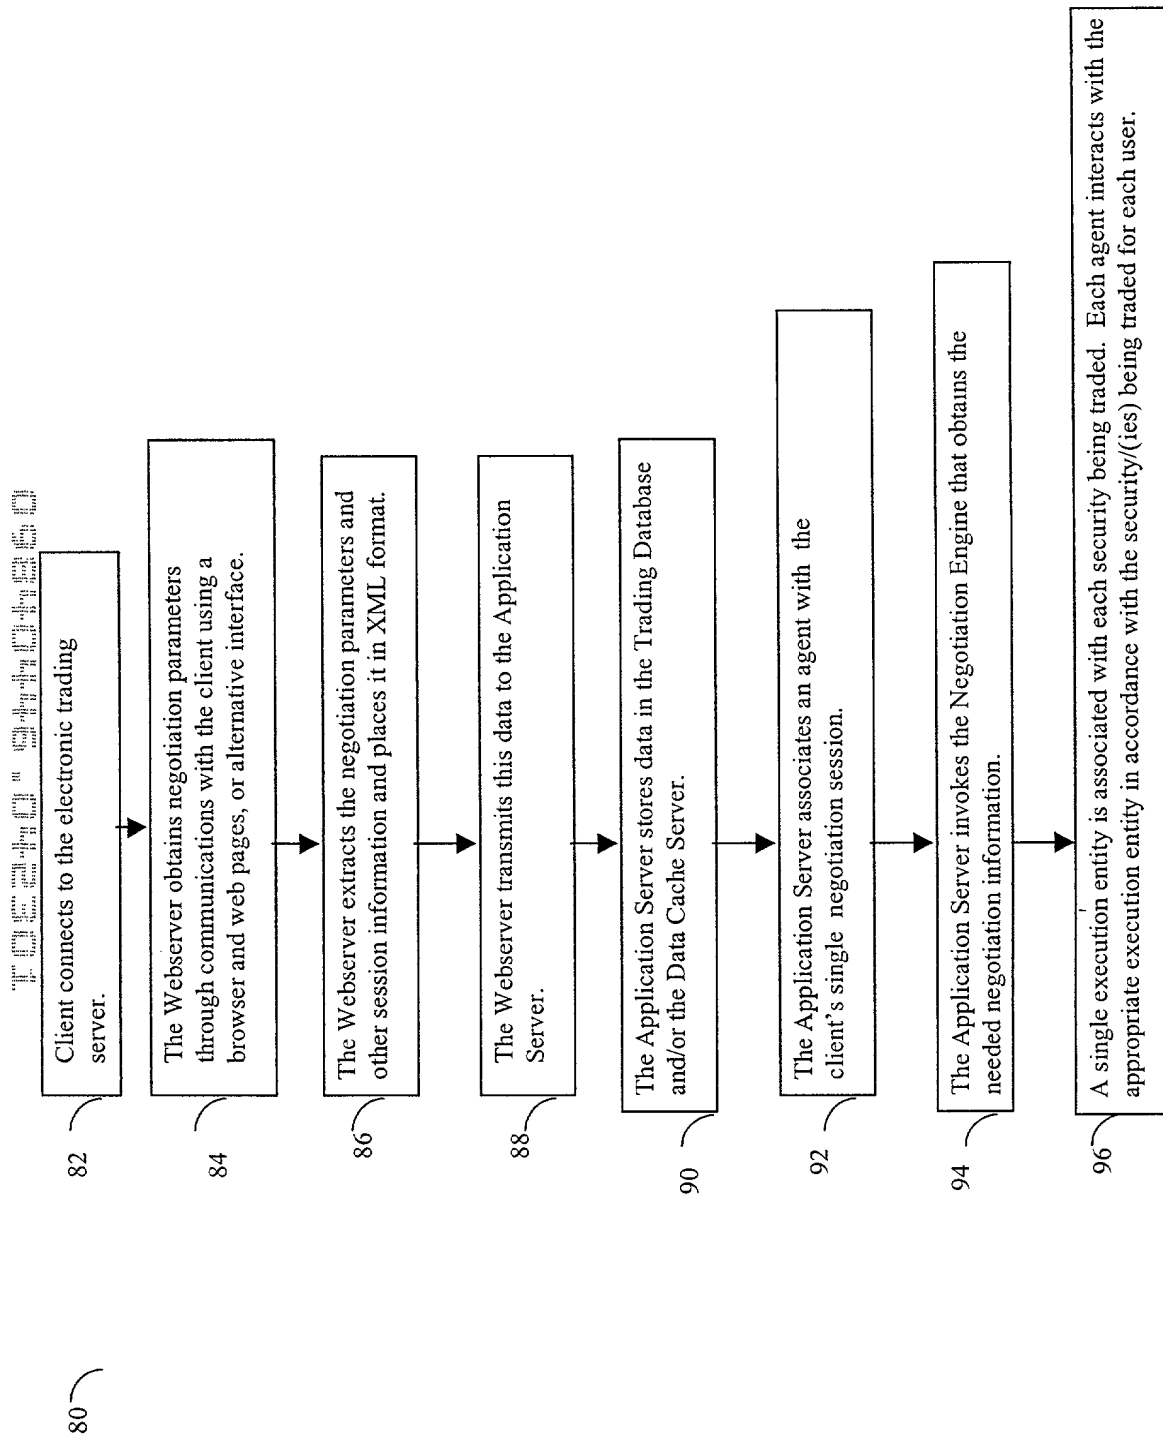 80
82
Client connects to the electronic trading
server.
84
The Webserver obtains negotiation parameters
through communications with the client using a
browser and web pages, or alternative interface.
86
The Webserver extracts the negotiation parameters and
other session information and places it in XML format.
88
The Webserver transmits this data to the Application
Server.
90
The Application Server stores data in the Trading Database
and/or the Data Cache Server.
92
The Application Server associates an agent with the
client's single negotiation session.
94
The Application Server invokes the Negotiation Engine that obtains the
needed negotiation information.
96
A single execution entity is associated with each security being traded. Each agent interacts with the
appropriate execution entity in accordance with the security/(ies) being traded for each user.